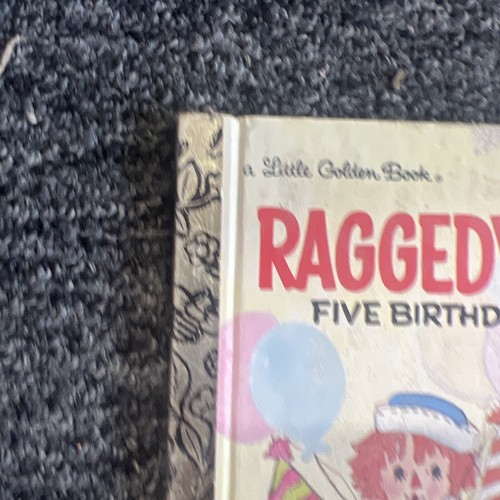 a Little Golden Book®
RAGGEDY
FIVE BIRTHD